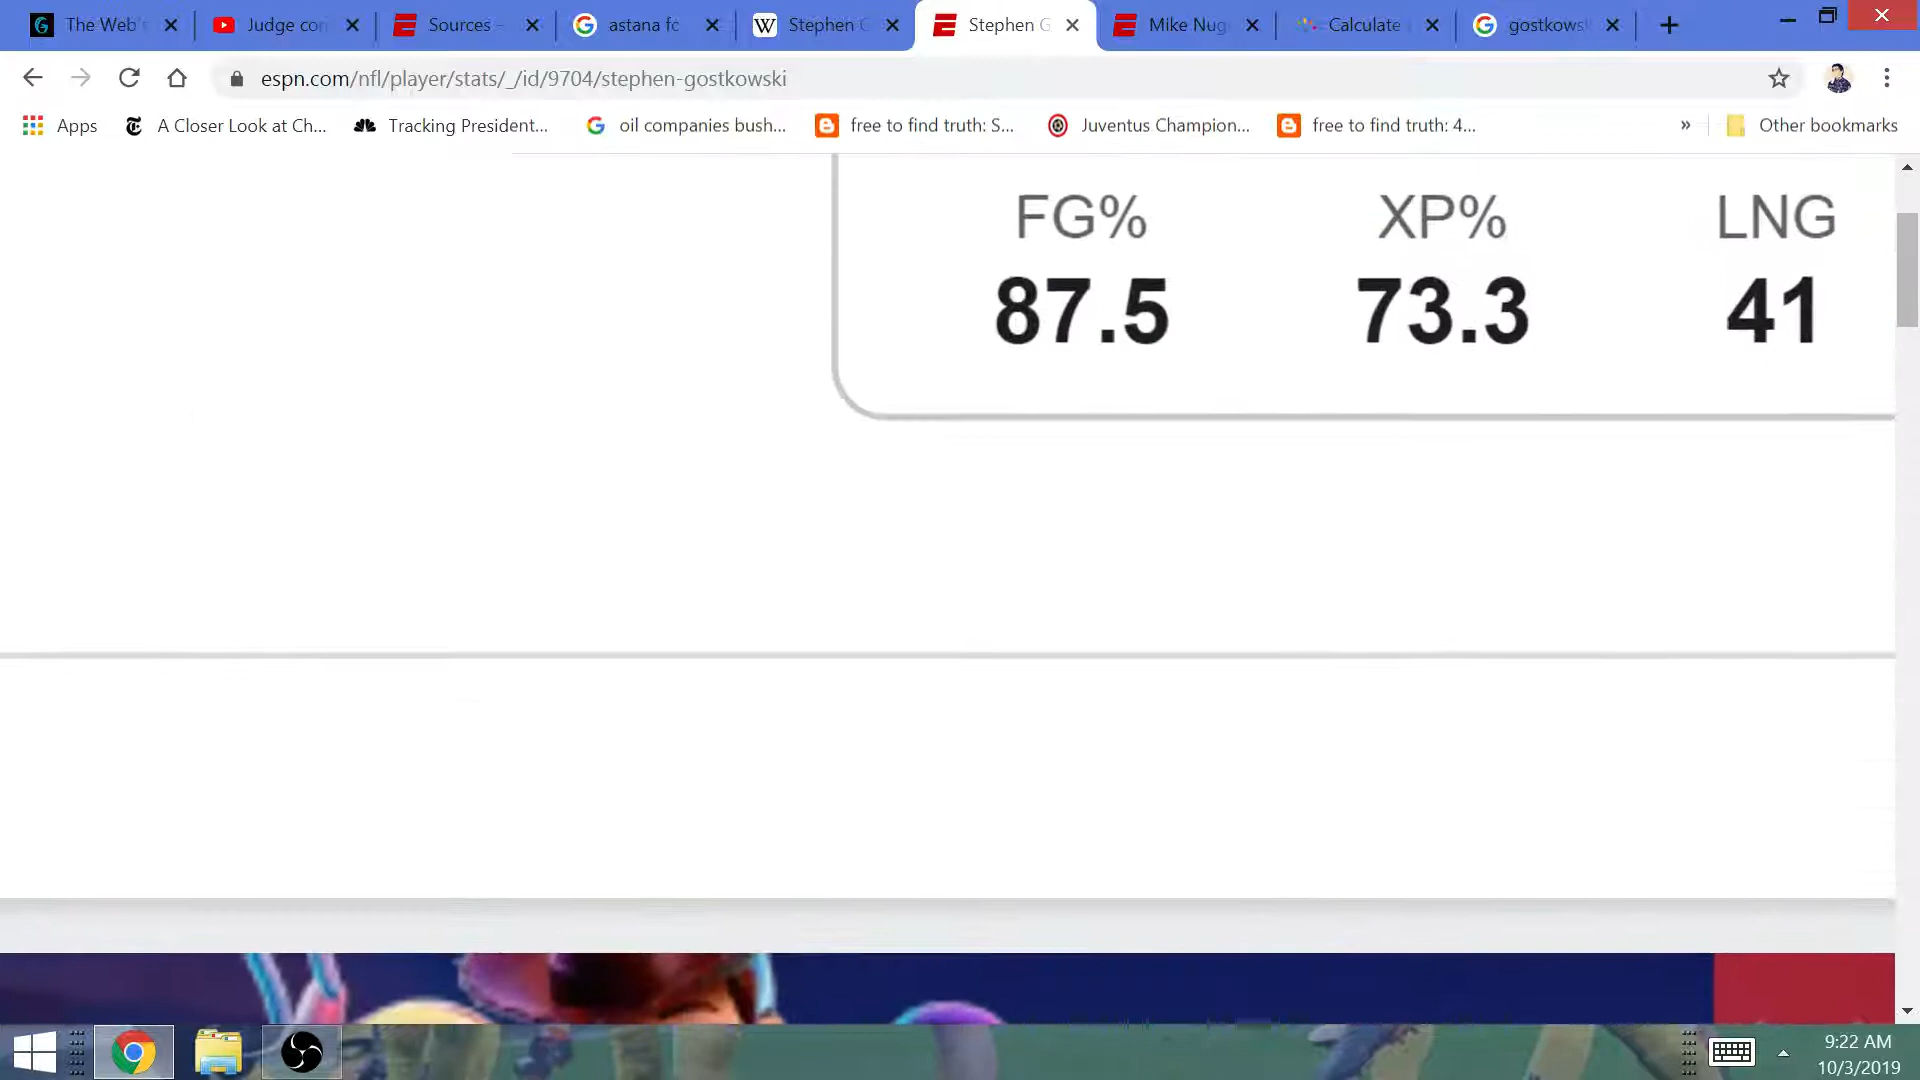 The Web'
Judge con
Sources -
astana fc
Stephen G
Stephen G
Mike Nug
Calculate
gostkows
espn.com/nfl/player/stats/_/id/9704/stephen-gostkowski
Apps
A Closer Look at Ch...
Tracking President...
oil companies bush...
free to find truth: S...
Juventus Champion...
free to find truth: 4...
»
Other bookmarks
FG%
XP%
LNG
87.5
73.3
41
9:22 AM
10/3/2019